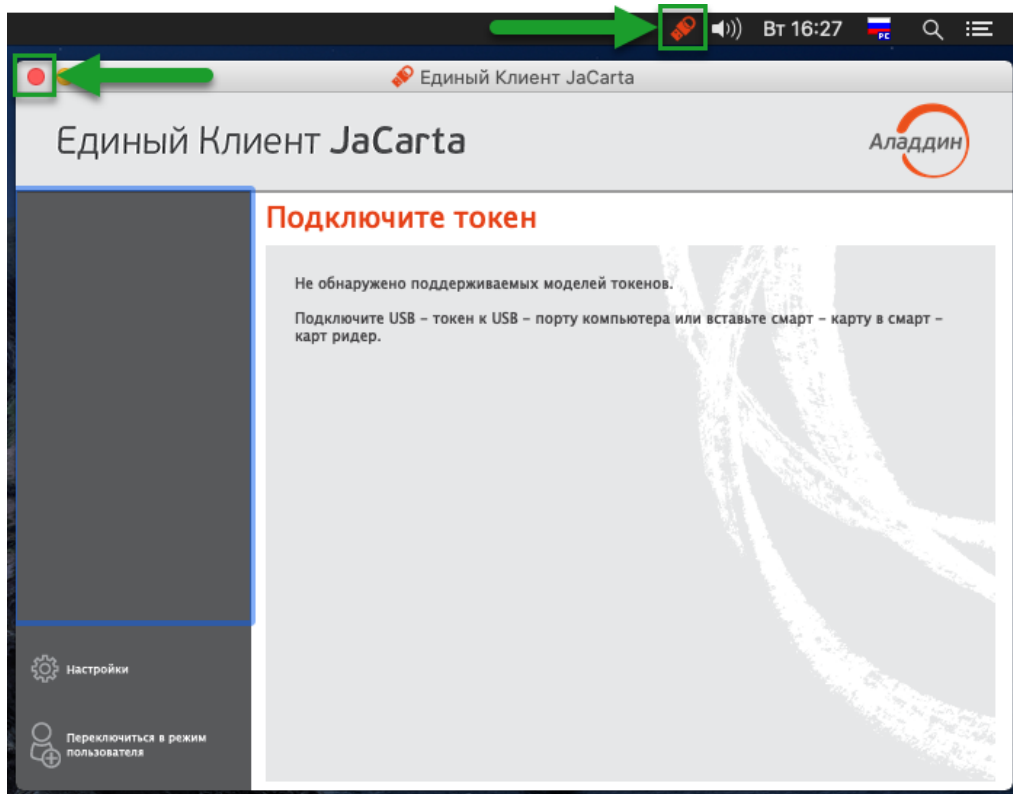 Вт 16:27
РС
Единый Клиент JaCarta
Единый Клиент JaCarta
Аладдин
Подключите токен
Не обнаружено поддерживаемых моделей токенов.
Подключите USB – токен к USB – порту компьютера или вставьте смарт – карту в смарт –
карт ридер.
Настройки
Переключиться в режим
пользователя